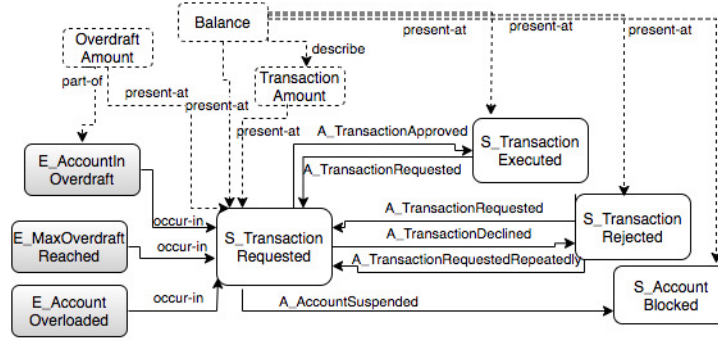 Balance
Overdraft
Amount
present-at
present-at
present-at
describe
part-of
Transaction
Amount
present-at
present-at
present-at
A_TransactionApproved
S_Transaction
Executed
E_AccountIn
Overdraft
A_TransactionRequested
occur-in
A_TransactionRequested
S_Transaction
Rejected
E_MaxOverdraft
Reached
occur-in
S_Transaction
Requested
A_TransactionDeclined
A_TransactionRequestedRepeatedly
E_Account
Overloaded
occur-in
A_AccountSuspended
S_Account
Blocked